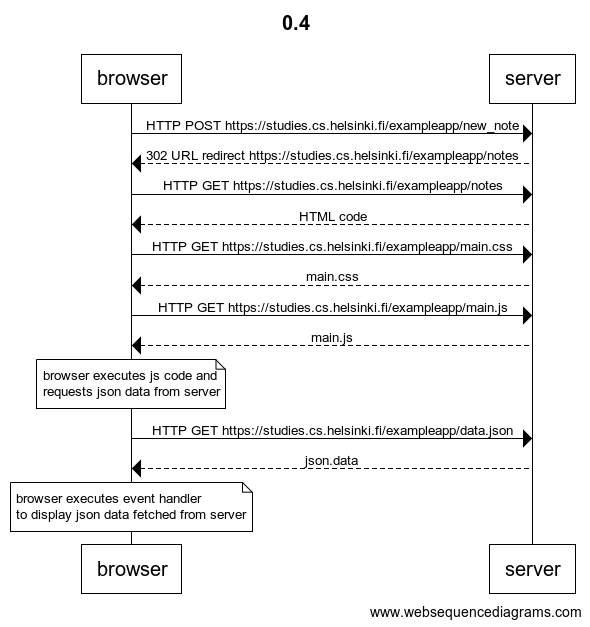 0.4
browser
server
HTTP POST https://studies.cs.helsinki.fi/exampleapp/new_note
302 URL redirect https://studies.cs.helsinki.fi/exampleapp/notes
HTTP GET https://studies.cs.helsinki.fi/exampleapp/notes
HTML code
HTTP GET https://studies.cs.helsinki.fi/exampleapp/main.css
main.css
HTTP GET https://studies.cs.helsinki.fi/exampleapp/main.js
main.js
browser executes js code and
requests json data from server
HTTP GET https://studies.cs.helsinki.fi/exampleapp/data.json
json.data
browser executes event handler
to display json data fetched from server
browser
server
www.websequencediagrams.com